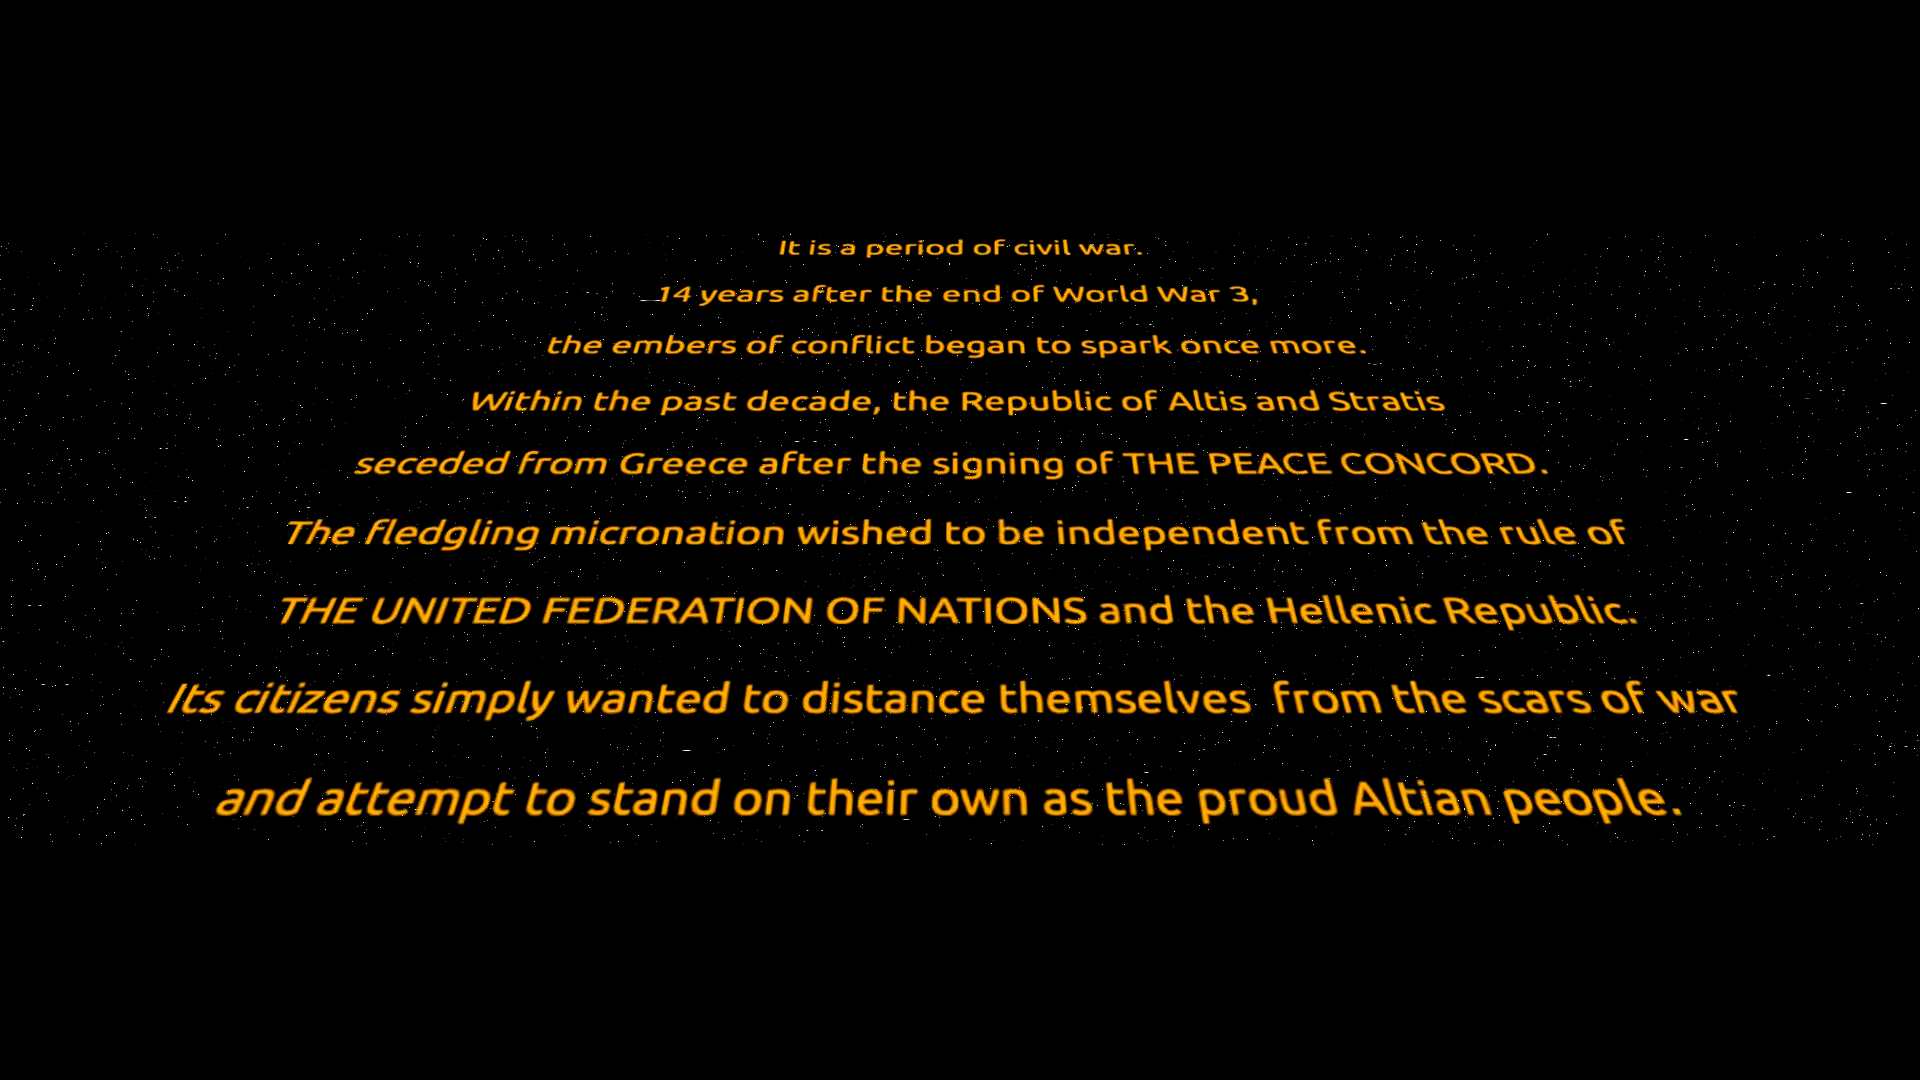 It is a period of civil war.
14 years after the end of World War 3,
the embers of conflict began to spark once more.
Within the past decade, the Republic of Altis and Stratis
seceded from Greece after the signing of THE PEACE CONCORD.
The fledgling micronation wished to be independent from the rule of
THE UNITED FEDERATION OF NATIONS and the Hellenic Republic.
Its citizens simply wanted to distance themselves  from the scars of war
and attempt to stand on their own as the proud Altian people.